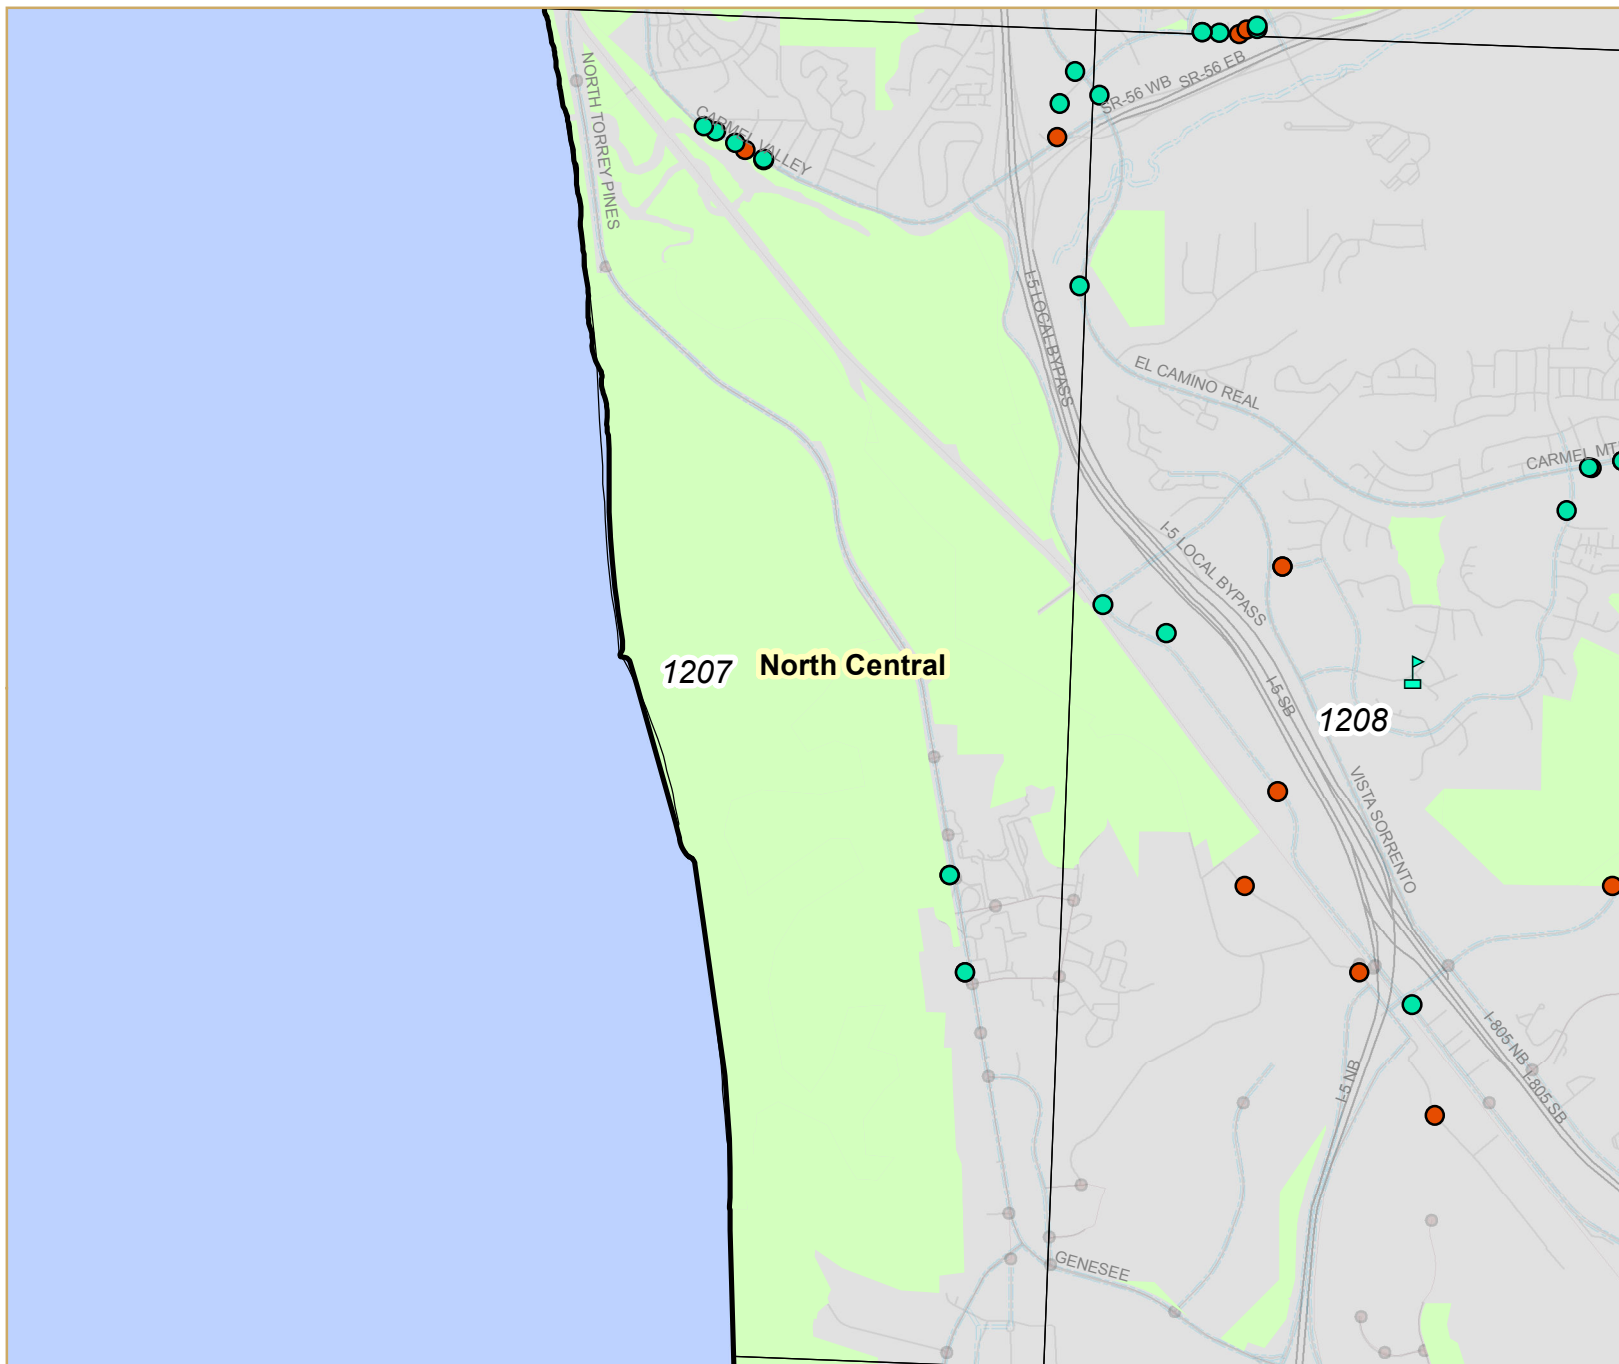 NORTH TORREY PINES
CARMEL VALLEY
SR-56 WB
SR-56 EB
I-5 LOCAL BYPASS
EL CAMINO REAL
CARMEL MT
I-5 LOCAL BYPASS
1207
North Central
I-5 SB
1208
VISTA SORRENTO
I-805 NB
I-805 SB
I-5 NB
GENESEE